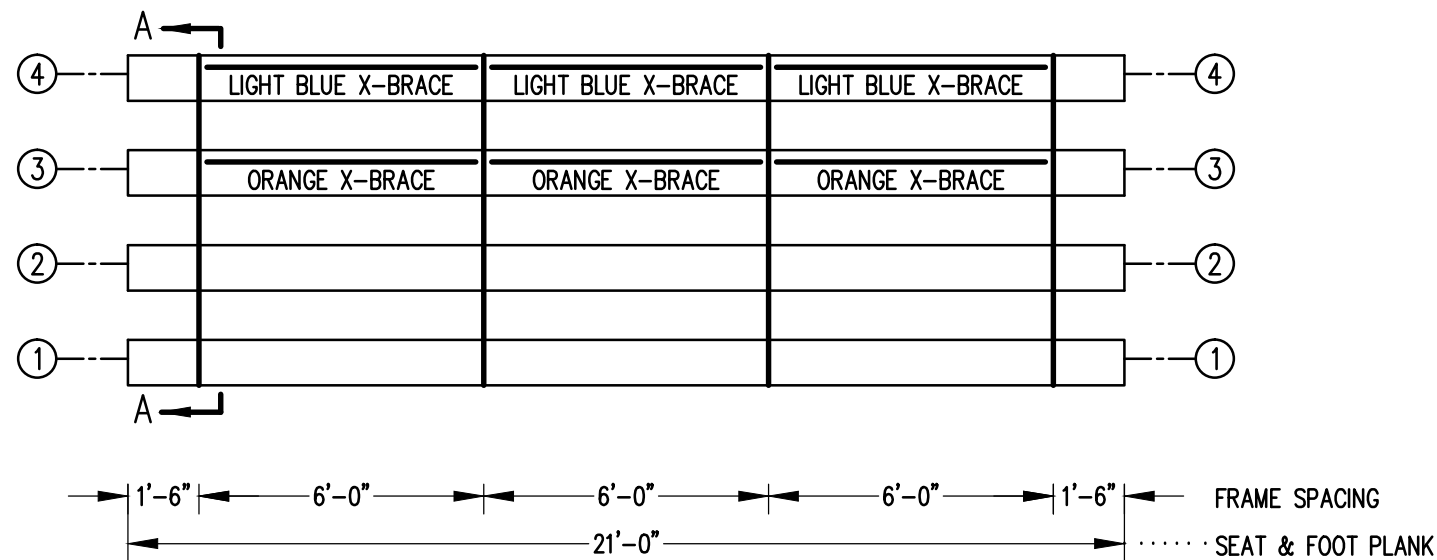 A
4 LIGHT BLUE X-BRACE LIGHT BLUE X-BRACE LIGHT BLUE X-BRACE 4
3 ORANGE X-BRACE ORANGE X-BRACE ORANGE X-BRACE 3
2 2
1 1
A
1'-6" 6'-0" 6'-0" 6'-0" 1'-6" FRAME SPACING
21'-0" SEAT & FOOT PLANK